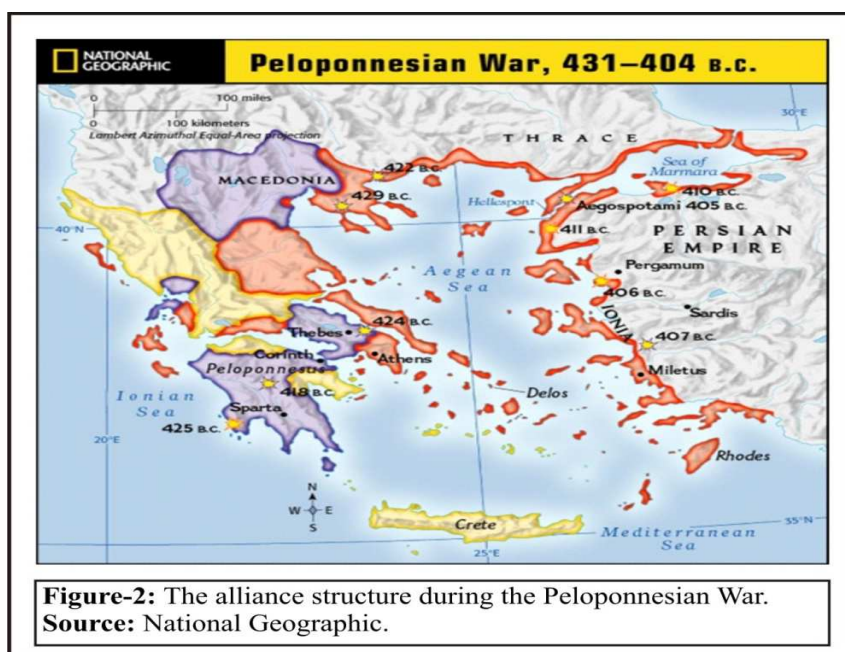 NATIONAL
GEOGRAPHIC
Peloponnesian War, 431–404 B.C.
0 100 miles
0 100 kilometers
Lambert Azimuthal Equal-Area projection
30°E
THRACE
Sea of
Marmara
422 B.C.
MACEDONIA
429 B.C.
Hellespont
410 B.C.
Aegospotami 405 B.C.
40°N
411 B.C.
PERSIAN
EMPIRE
Aegean
Sea
Pergamum
406 B.C.
Sardis
IONIA
424 B.C.
Thebes
407 B.C.
Corinth
Athens
Peloponnesus
Miletus
Ionian
Sea
418 B.C.
Delos
Sparta
425 B.C.
20°E
Rhodes
N
W E
S
Crete
Mediterranean
Sea
35°N
25°E
Figure-2: The alliance structure during the Peloponnesian War.
Source: National Geographic.